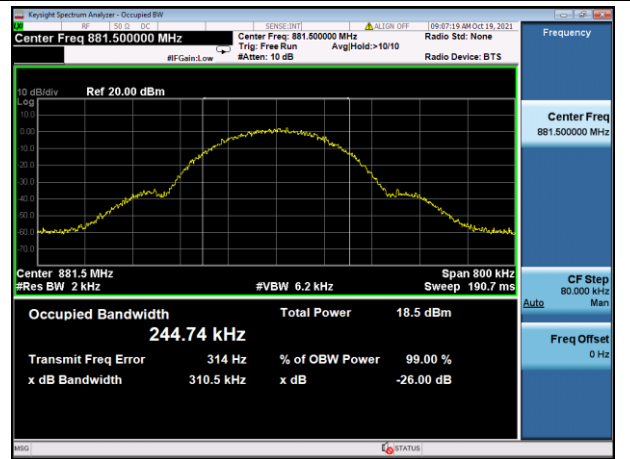 Keysight Spectrum Analyzer - Occupied BW
RF 50 Ω DC SENSE:INT ALIGN OFF 09:07:19 AM Oct 19, 2021
Center Freq 881.500000 MHz
Center Freq: 881.500000 MHz
Radio Std: None
Trig: Free Run Avg|Hold:>10/10
#IFGain:Low
#Atten: 10 dB
Radio Device: BTS
Frequency
10 dB/div Ref 20.00 dBm
Log
10.0
0.00
-10.0
-20.0
-30.0
-40.0
-50.0
-60.0
-70.0
Center 881.5 MHz
Span 800 kHz
#Res BW 2 kHz
#VBW 6.2 kHz
Sweep 190.7 ms
Occupied Bandwidth
244.74 kHz
Total Power 18.5 dBm
Transmit Freq Error 314 Hz
% of OBW Power 99.00 %
x dB Bandwidth 310.5 kHz
x dB -26.00 dB
Center Freq
881.500000 MHz
CF Step
80.000 kHz
Auto Man
Freq Offset
0 Hz
MSG
STATUS